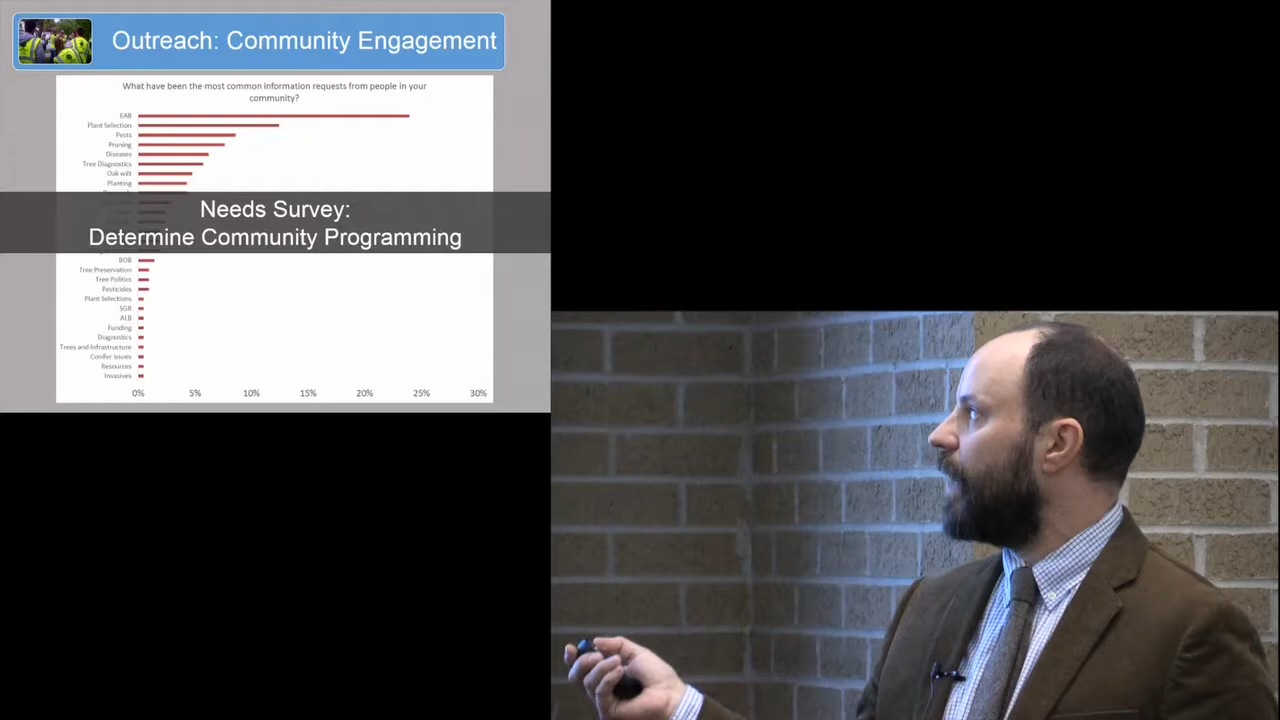 Outreach: Community Engagement
What have been the most common information requests from people in your
community?
EAB
Plant Selection
Pests
Pruning
Diseases
Tree Diagnostics
Oak wilt
Planting
Needs Survey:
Determine Community Programming
BOB
Tree Preservation
Tree Politics
Pesticides
Plant Selections
SGR
ALB
Funding
Diagnostics
Trees and Infrastructure
Conifer issues
Resources
Invasives
0% 5% 10% 15% 20% 25% 30%